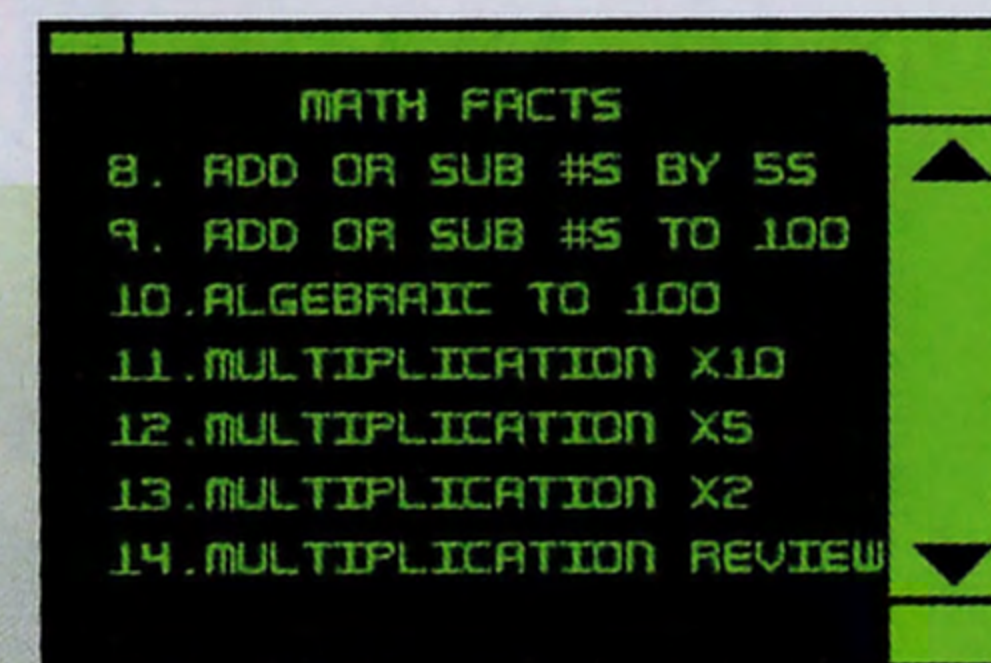 MATH FACTS
8. ADD OR SUB #S BY 5S
9. ADD OR SUB #S TO 100
10.ALGEBRAIC TO 100
11.MULTIPLICATION X10
12.MULTIPLICATION X5
13.MULTIPLICATION X2
14.MULTIPLICATION REVIEW